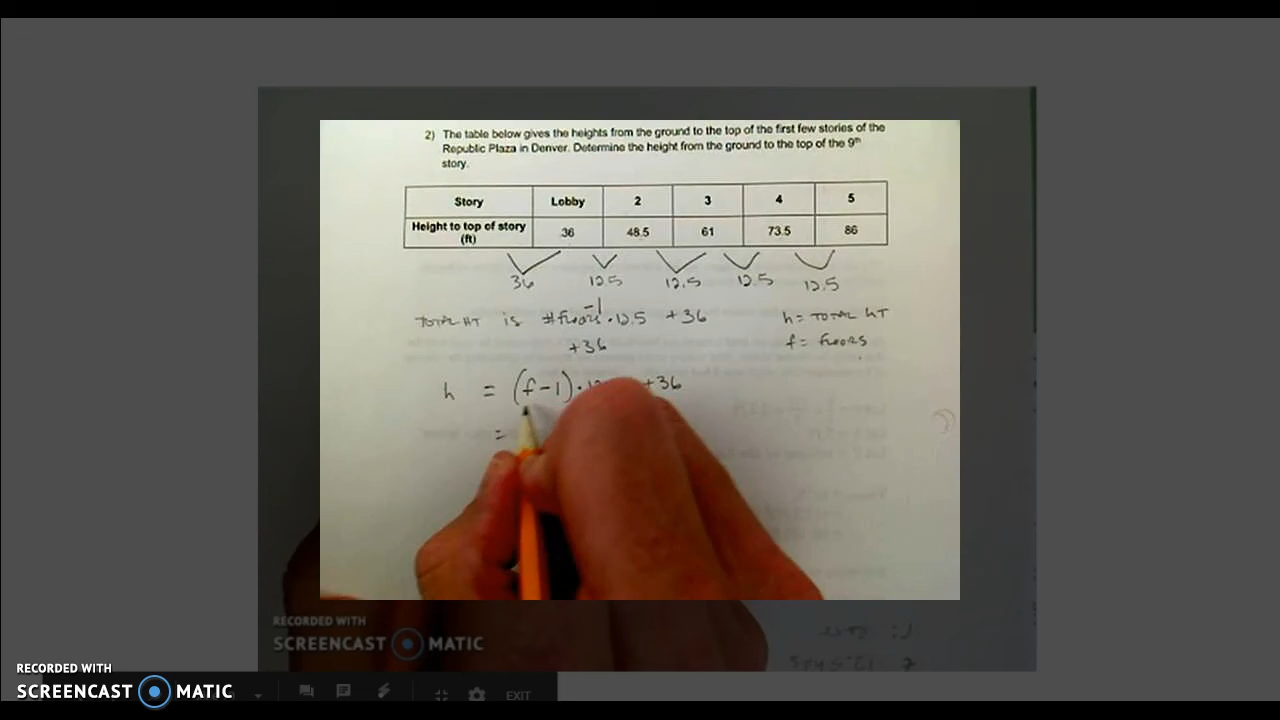 2) The table below gives the heights from the ground to the top of the first few stories of the
Republic Plaza in Denver. Determine the height from the ground to the top of the 9th
story.
Story Lobby 2 3 4 5
Height to top of story
(ft) 36 48.5 61 73.5 86
36 12.5 12.5 12.5 12.5
-1
TOTAL HT is #floors · 12.5 +36 h = TOTAL HT
+36 f = Floors
h = (f-1) · +36
=
RECORDED WITH
SCREENCAST MATIC
RECORDED WITH
SCREENCAST MATIC
EXIT